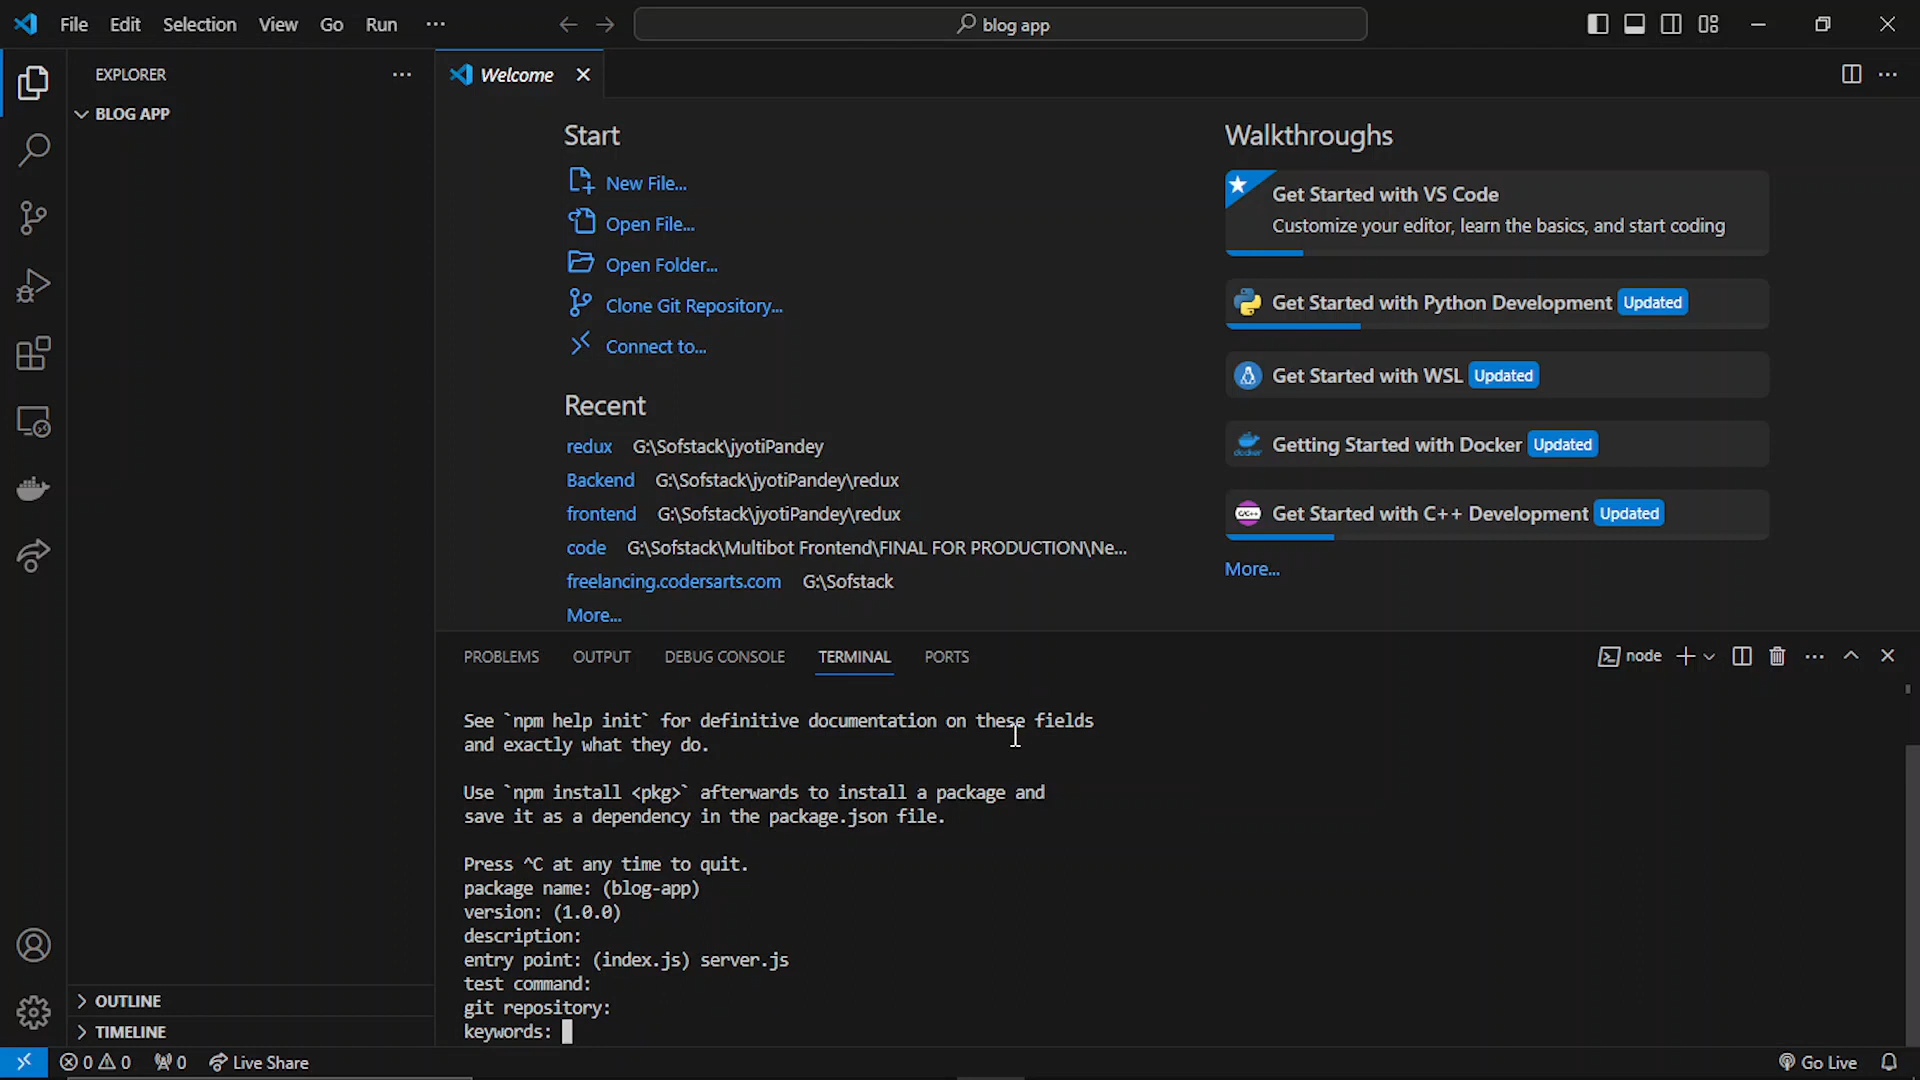 File Edit Selection View Go Run ...
blog app
EXPLORER
BLOG APP
OUTLINE
TIMELINE
Welcome
Start
New File...
Open File...
Open Folder...
Clone Git Repository...
Connect to...
Recent
redux G:\Sofstack\jyotiPandey
Backend G:\Sofstack\jyotiPandey\redux
frontend G:\Sofstack\jyotiPandey\redux
code G:\Sofstack\Multibot Frontend\FINAL FOR PRODUCTION\Ne...
freelancing.codersarts.com G:\Sofstack
More...
Walkthroughs
Get Started with VS Code
Customize your editor, learn the basics, and start coding
Get Started with Python Development Updated
Get Started with WSL Updated
docker
Getting Started with Docker Updated
C/C++
Get Started with C++ Development Updated
More...
PROBLEMS OUTPUT DEBUG CONSOLE TERMINAL PORTS
node
See `npm help init` for definitive documentation on these fields
and exactly what they do.
Use `npm install <pkg>` afterwards to install a package and
save it as a dependency in the package.json file.
Press ^C at any time to quit.
package name: (blog-app)
version: (1.0.0)
description:
entry point: (index.js) server.js
test command:
git repository:
keywords:
0 0 0 Live Share
Go Live